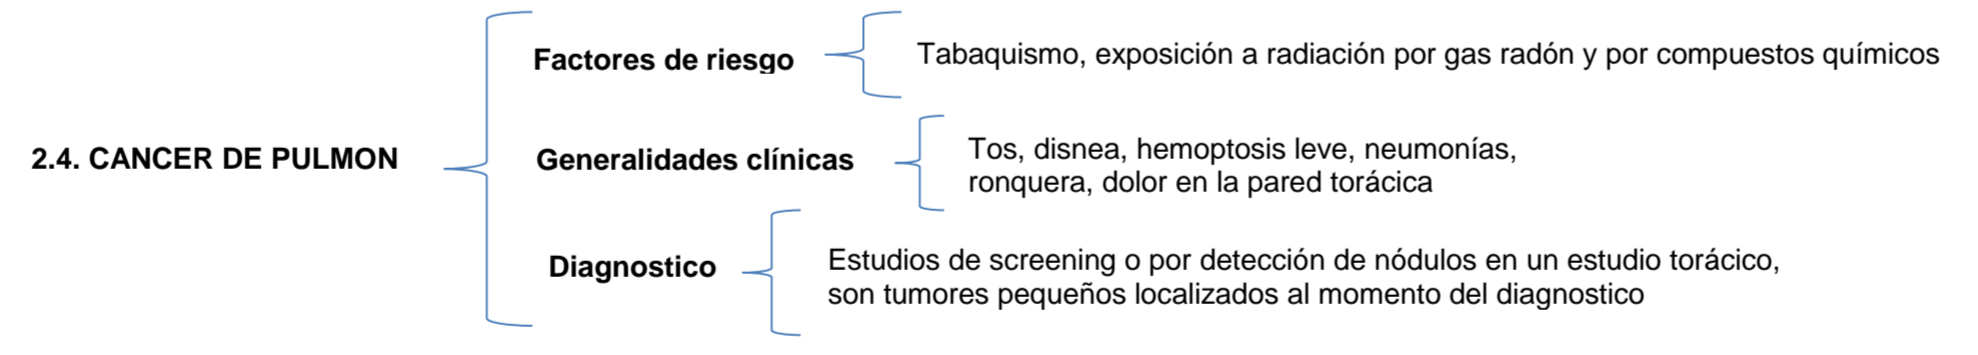 2.4. CANCER DE PULMON
Factores de riesgo
Tabaquismo, exposición a radiación por gas radón y por compuestos químicos
Generalidades clínicas
Tos, disnea, hemoptosis leve, neumonías,
ronquera, dolor en la pared torácica
Diagnostico
Estudios de screening o por detección de nódulos en un estudio torácico,
son tumores pequeños localizados al momento del diagnostico